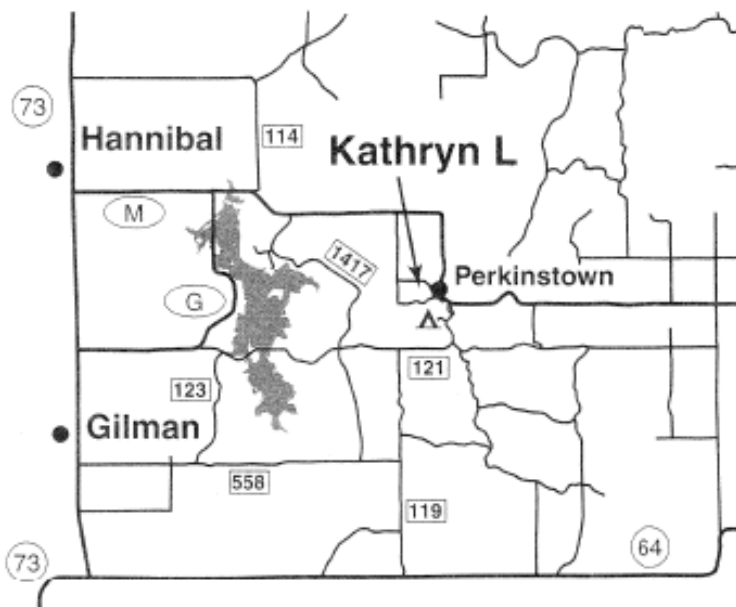 73
Hannibal
114
Kathryn L
M
1417
Perkinstown
G
121
123
Gilman
558
119
64
73